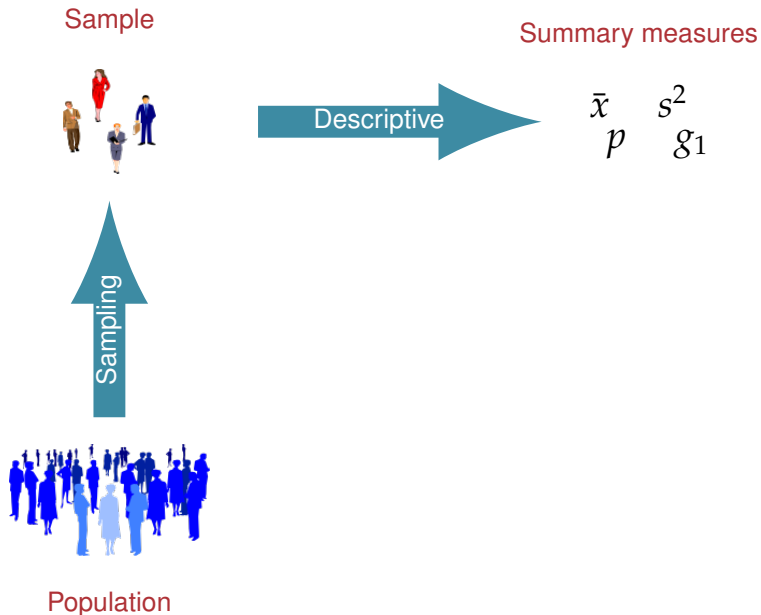 Sample
Summary measures
Descriptive
x̄ s²
p g₁
Sampling
Population